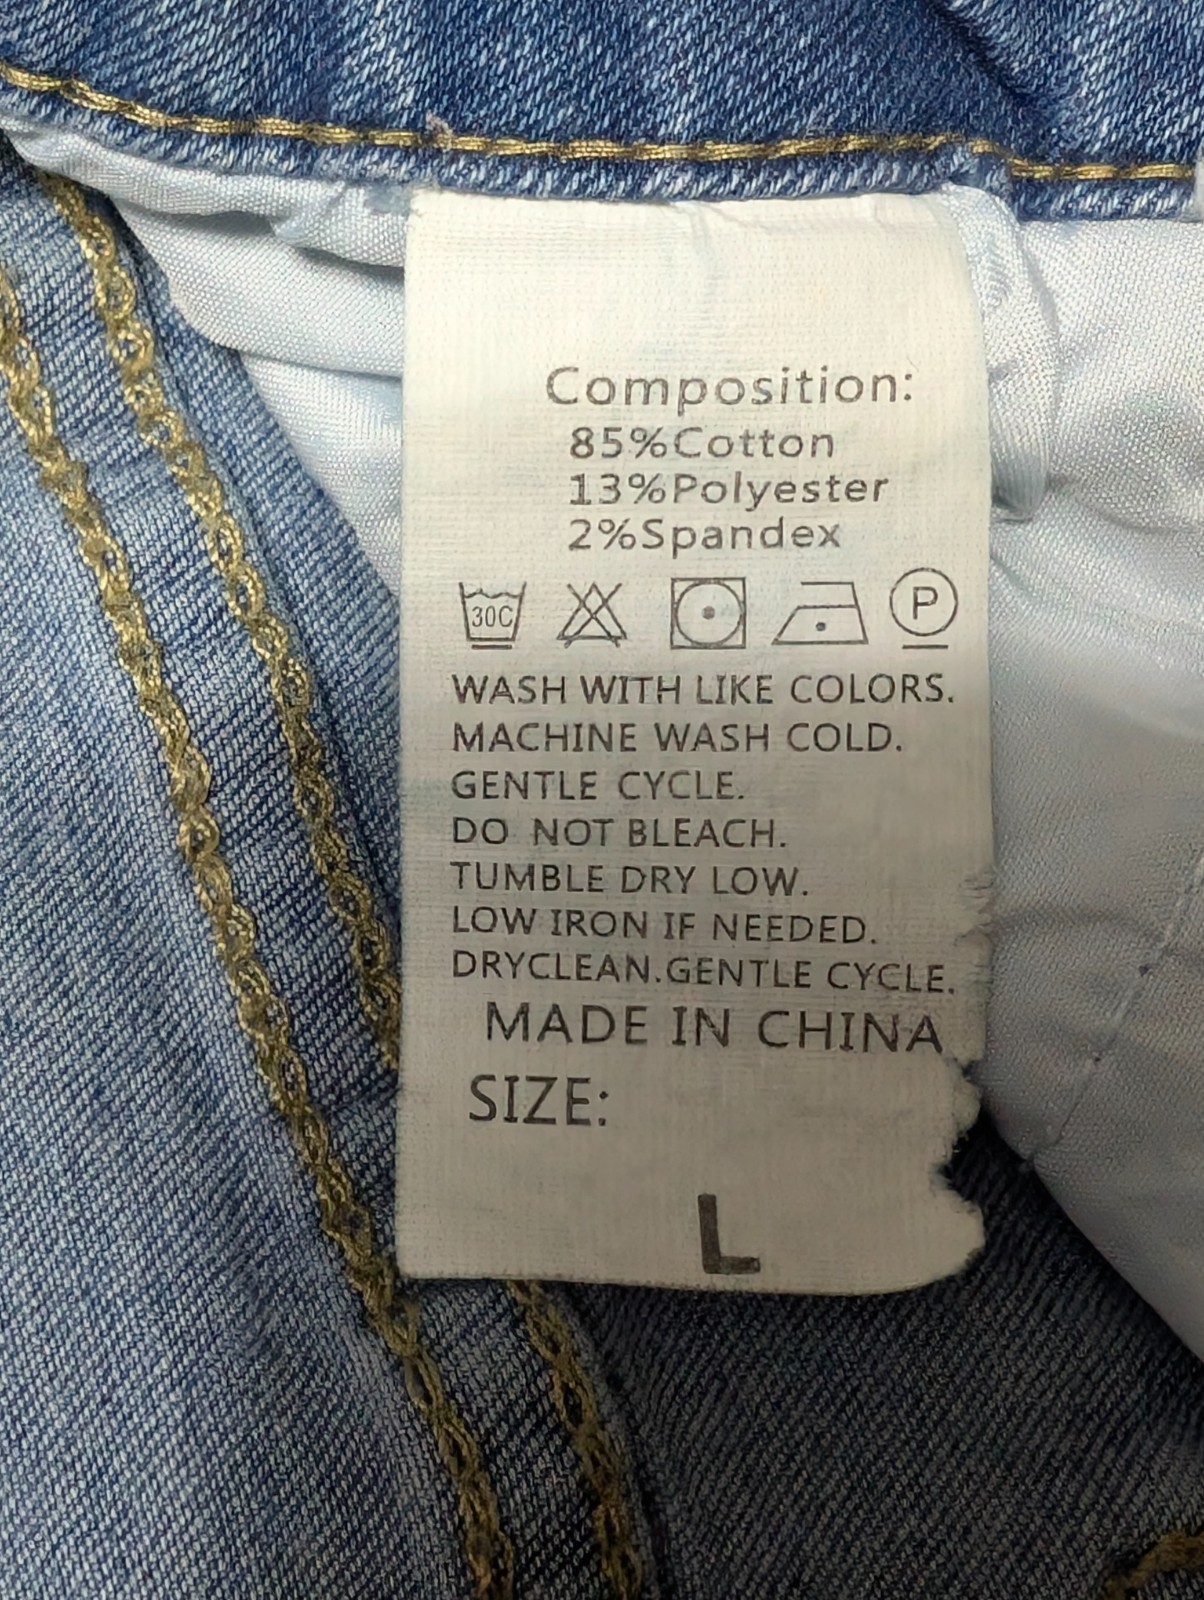 Composition:
85%Cotton
13%Polyester
2%Spandex
30C P
WASH WITH LIKE COLORS.
MACHINE WASH COLD.
GENTLE CYCLE.
DO NOT BLEACH.
TUMBLE DRY LOW.
LOW IRON IF NEEDED.
DRYCLEAN.GENTLE CYCLE.
MADE IN CHINA
SIZE:
L